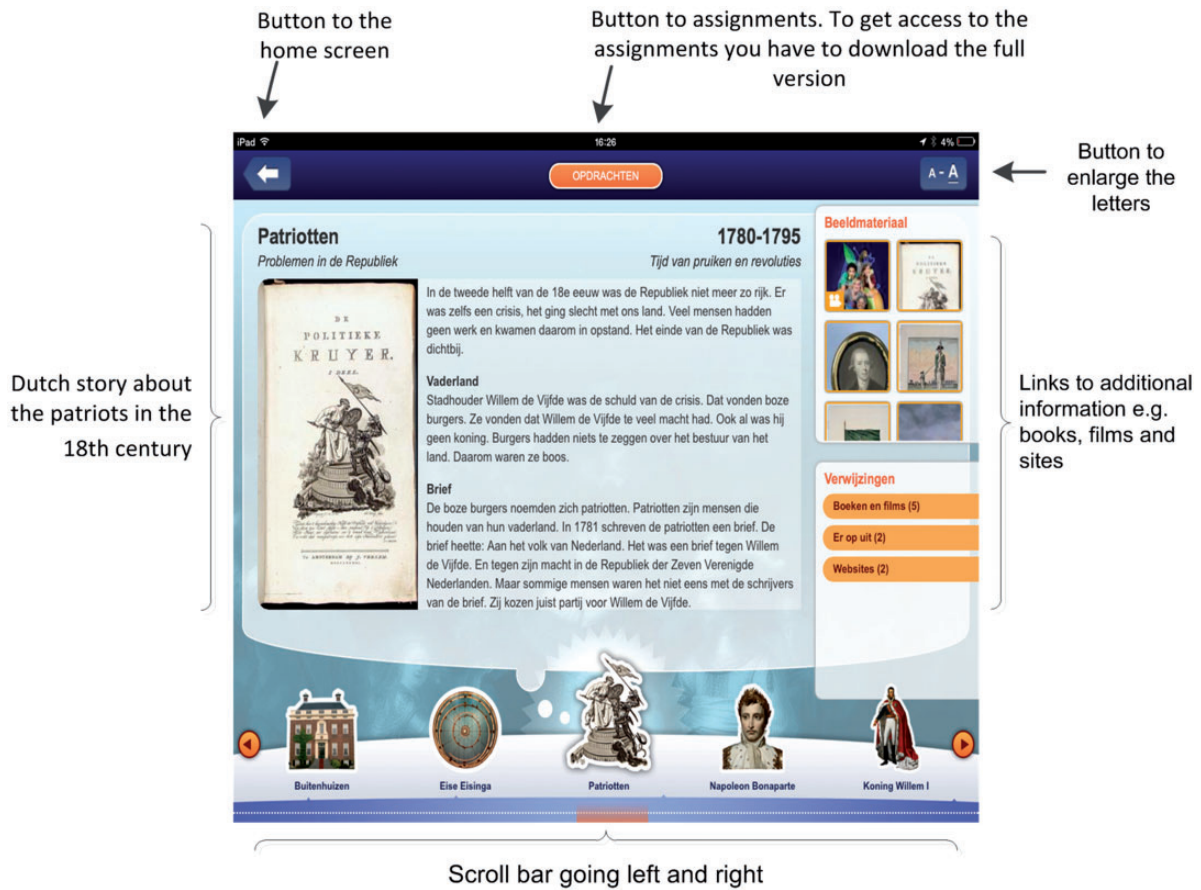 Button to the
home screen
Button to assignments. To get access to the
assignments you have to download the full
version
iPad
16:26
4%
OPDRACHTEN
A - A
Button to
enlarge the
letters
Dutch story about
the patriots in the
18th century
Patriotten
1780-1795
Problemen in de Republiek
Tijd van pruiken en revoluties
DE
POLITIEKE
KRUYER.
I DEEL.
In de tweede helft van de 18e eeuw was de Republiek niet meer zo rijk. Er
was zelfs een crisis, het ging slecht met ons land. Veel mensen hadden
geen werk en kwamen daarom in opstand. Het einde van de Republiek was
dichtbij.
Vaderland
Stadhouder Willem de Vijfde was de schuld van de crisis. Dat vonden boze
burgers. Ze vonden dat Willem de Vijfde te veel macht had. Ook al was hij
geen koning. Burgers hadden niets te zeggen over het bestuur van het
land. Daarom waren ze boos.
Brief
De boze burgers noemden zich patriotten. Patriotten zijn mensen die
houden van hun vaderland. In 1781 schreven de patriotten een brief. De
brief heette: Aan het volk van Nederland. Het was een brief tegen Willem
de Vijfde. En tegen zijn macht in de Republiek der Zeven Verenigde
Nederlanden. Maar sommige mensen waren het niet eens met de schrijvers
van de brief. Zij kozen juist partij voor Willem de Vijfde.
Beeldmateriaal
Verwijzingen
Boeken en films (5)
Er op uit (2)
Websites (2)
Links to additional
information e.g.
books, films and
sites
Buitenhuizen
Eise Eisinga
Patriotten
Napoleon Bonaparte
Koning Willem I
Scroll bar going left and right